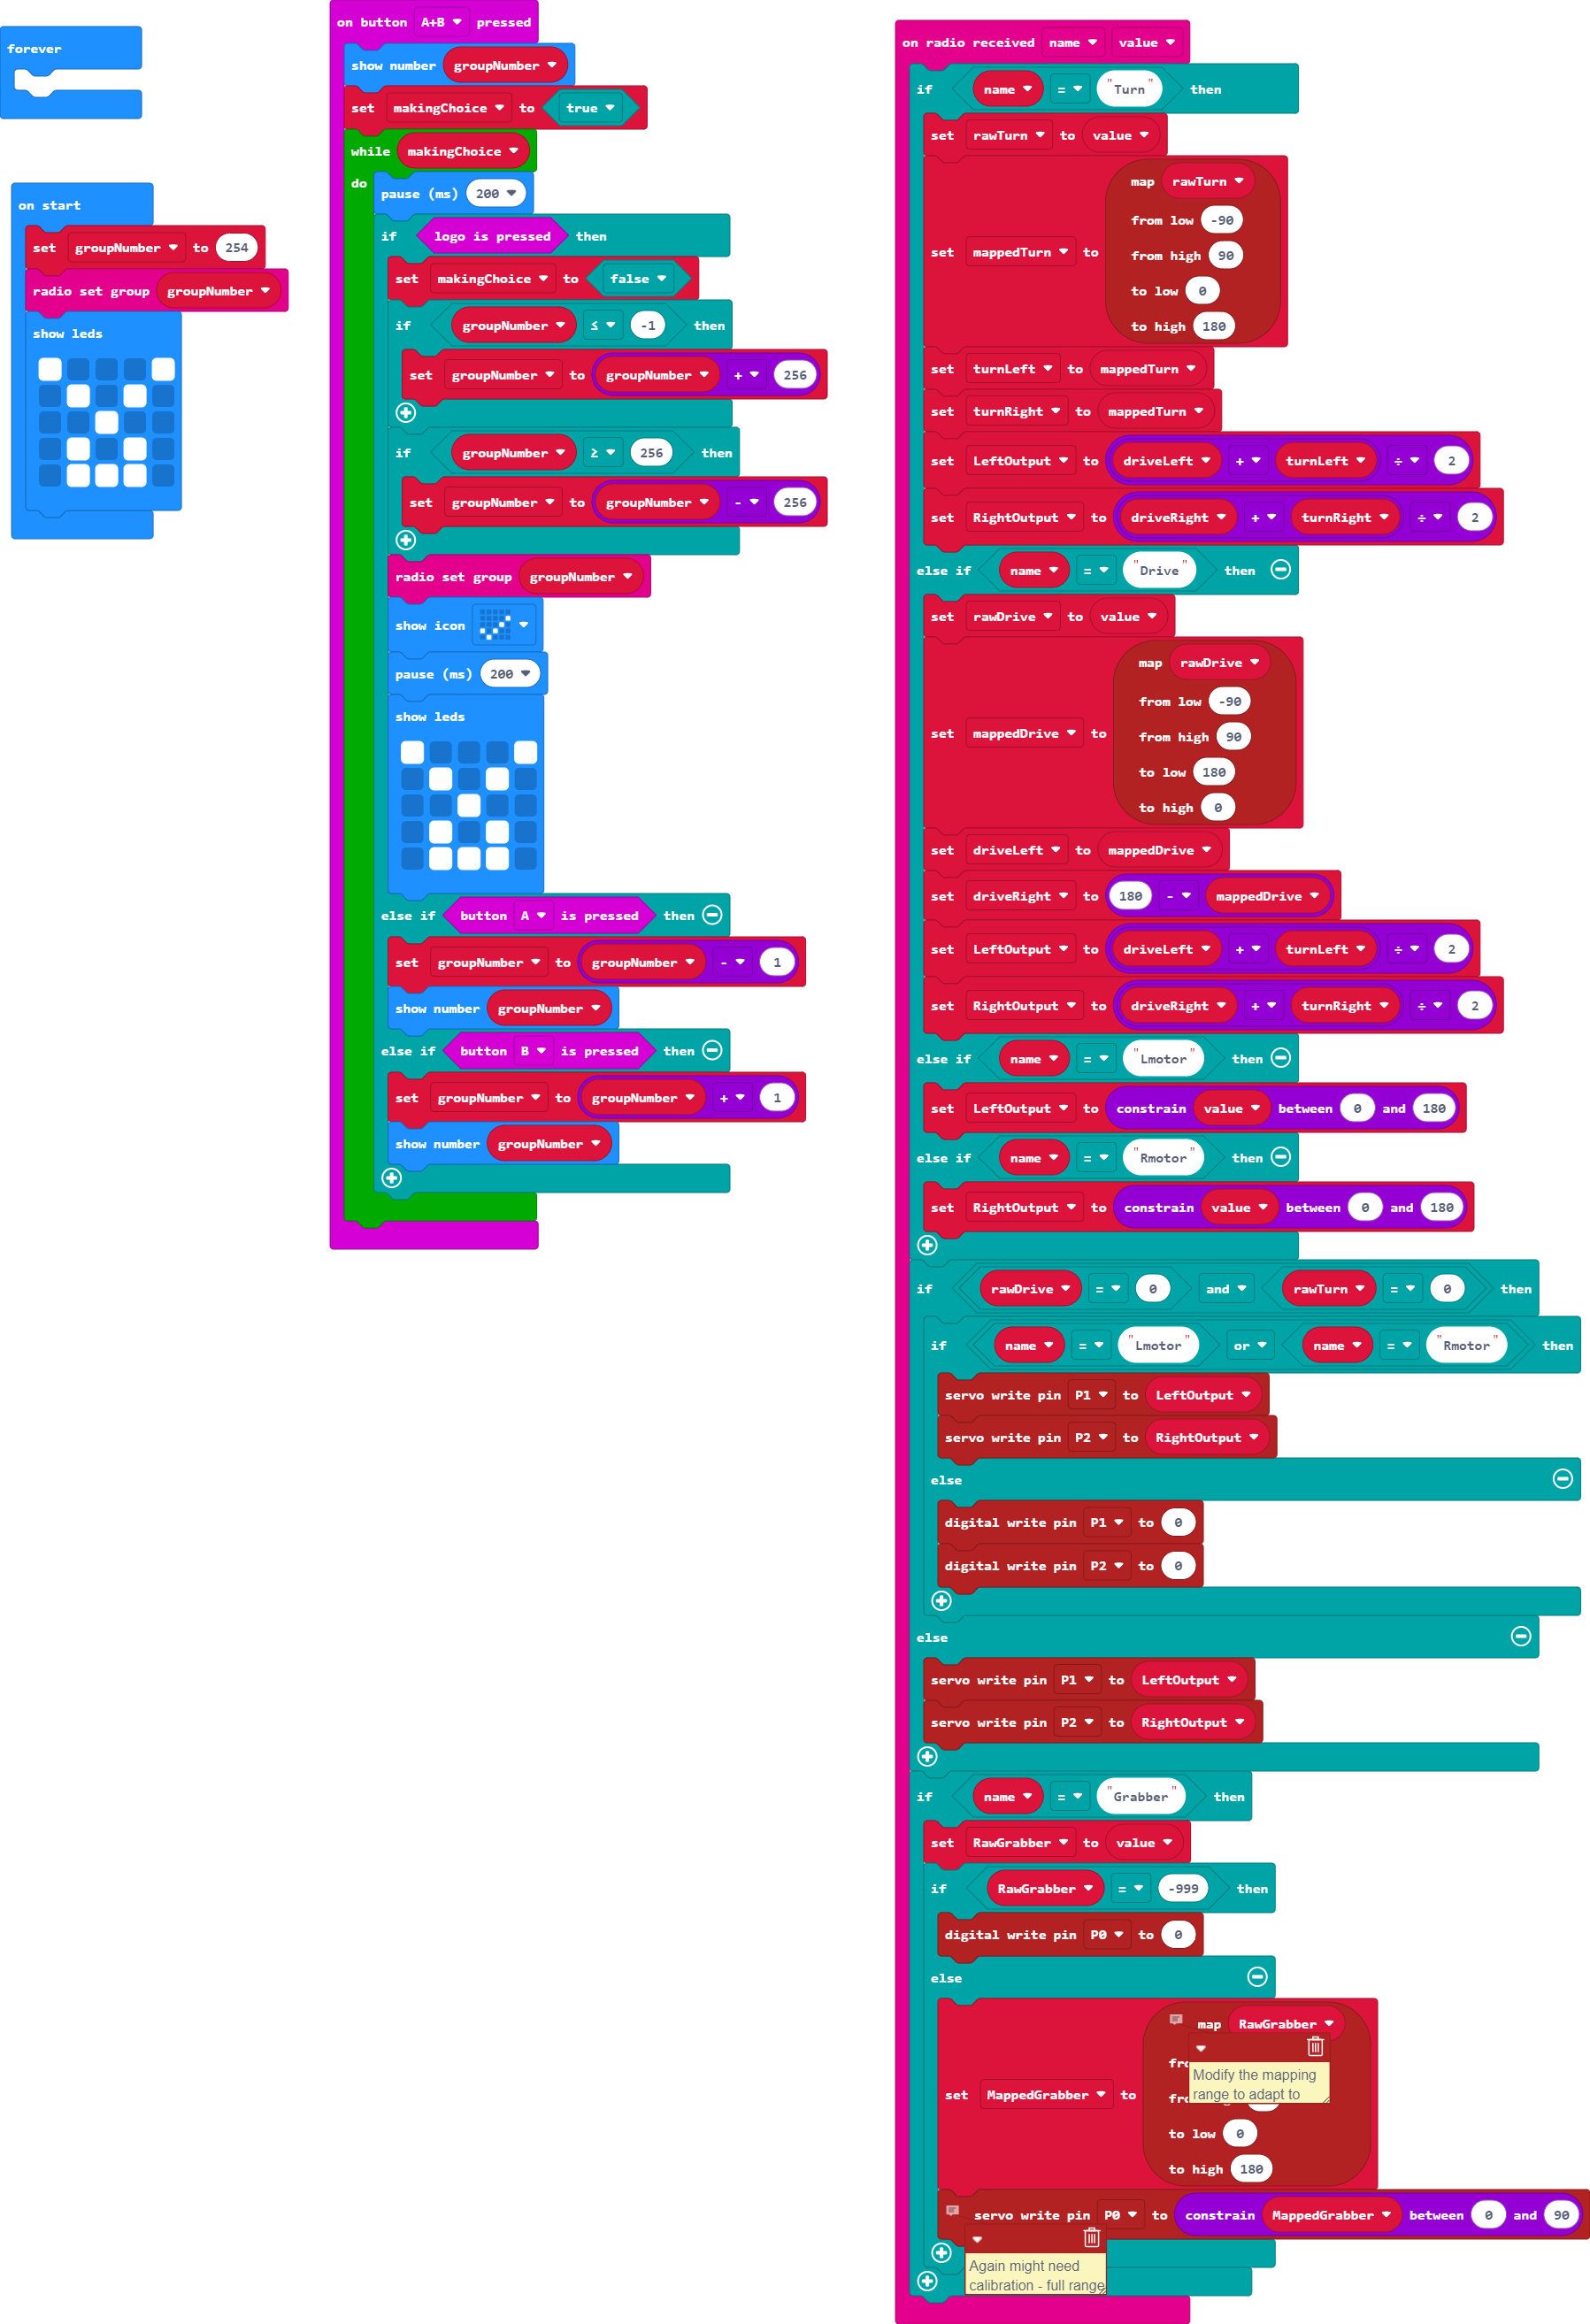 forever
on start
set groupNumber to 254
radio set group groupNumber
show leds
on button A+B pressed
show number groupNumber
set makingChoice to true
while makingChoice
do pause (ms) 200
if logo is pressed then
set makingChoice to false
if groupNumber ≤ -1 then
set groupNumber to groupNumber + 256
if groupNumber ≥ 256 then
set groupNumber to groupNumber - 256
radio set group groupNumber
show icon
pause (ms) 200
show leds
else if button A is pressed then
set groupNumber to groupNumber - 1
show number groupNumber
else if button B is pressed then
set groupNumber to groupNumber + 1
show number groupNumber
on radio received name value
if name = "Turn" then
set rawTurn to value
set mappedTurn to map rawTurn
from low -90
from high 90
to low 0
to high 180
set turnLeft to mappedTurn
set turnRight to mappedTurn
set LeftOutput to driveLeft + turnLeft ÷ 2
set RightOutput to driveRight + turnRight ÷ 2
else if name = "Drive" then
set rawDrive to value
set mappedDrive to map rawDrive
from low -90
from high 90
to low 180
to high 0
set driveLeft to mappedDrive
set driveRight to 180 - mappedDrive
set LeftOutput to driveLeft + turnLeft ÷ 2
set RightOutput to driveRight + turnRight ÷ 2
else if name = "Lmotor" then
set LeftOutput to constrain value between 0 and 180
else if name = "Rmotor" then
set RightOutput to constrain value between 0 and 180
if rawDrive = 0 and rawTurn = 0 then
if name = "Lmotor" or name = "Rmotor" then
servo write pin P1 to LeftOutput
servo write pin P2 to RightOutput
else
digital write pin P1 to 0
digital write pin P2 to 0
else
servo write pin P1 to LeftOutput
servo write pin P2 to RightOutput
if name = "Grabber" then
set RawGrabber to value
if RawGrabber = -999 then
digital write pin P0 to 0
else
set MappedGrabber to map RawGrabber
Modify the mapping
range to adapt to
to low 0
to high 180
servo write pin P0 to constrain MappedGrabber between 0 and 90
Again might need
calibration - full range